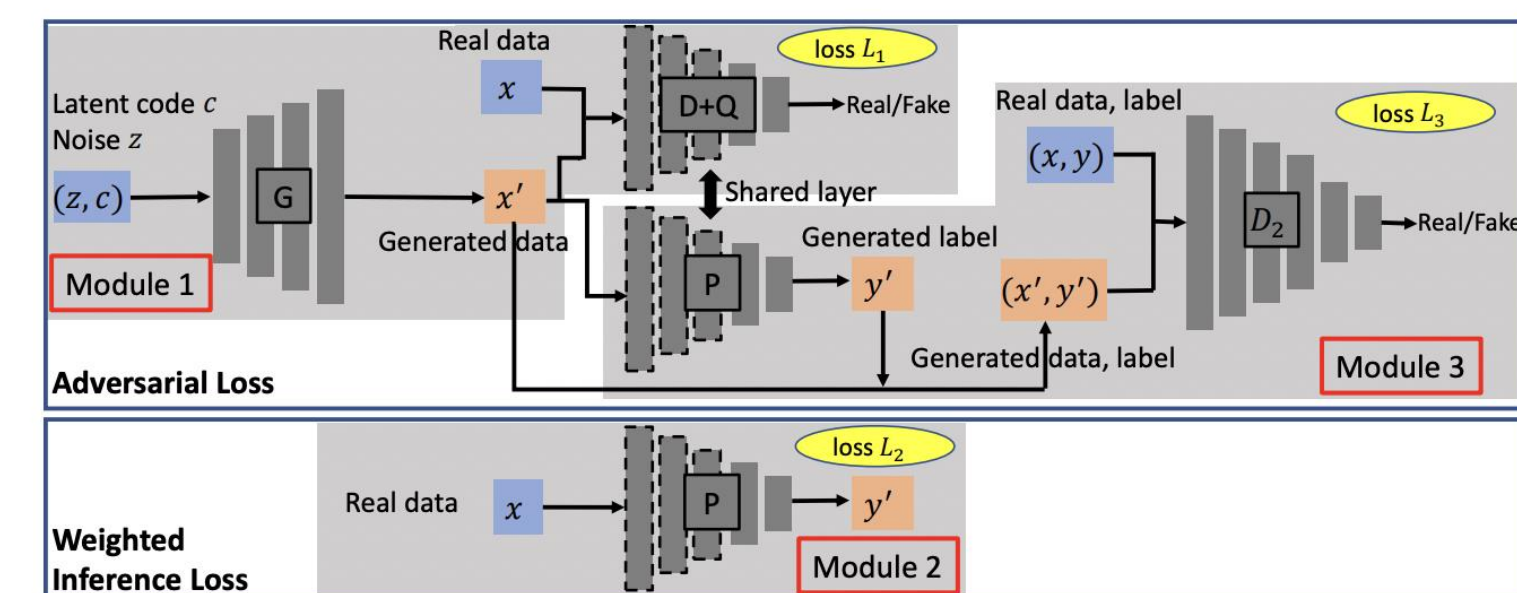 Real data
loss L₁
x
D+Q
Real/Fake
Latent code c
Noise z
(z, c)
G
x′
Generated data
Module 1
Shared layer
P
Generated label
y′
Real data, label
loss L₃
(x, y)
D₂
Real/Fake
(x′, y′)
Generated data, label
Module 3
Adversarial Loss
loss L₂
Real data
x
P
y′
Module 2
Weighted
Inference Loss